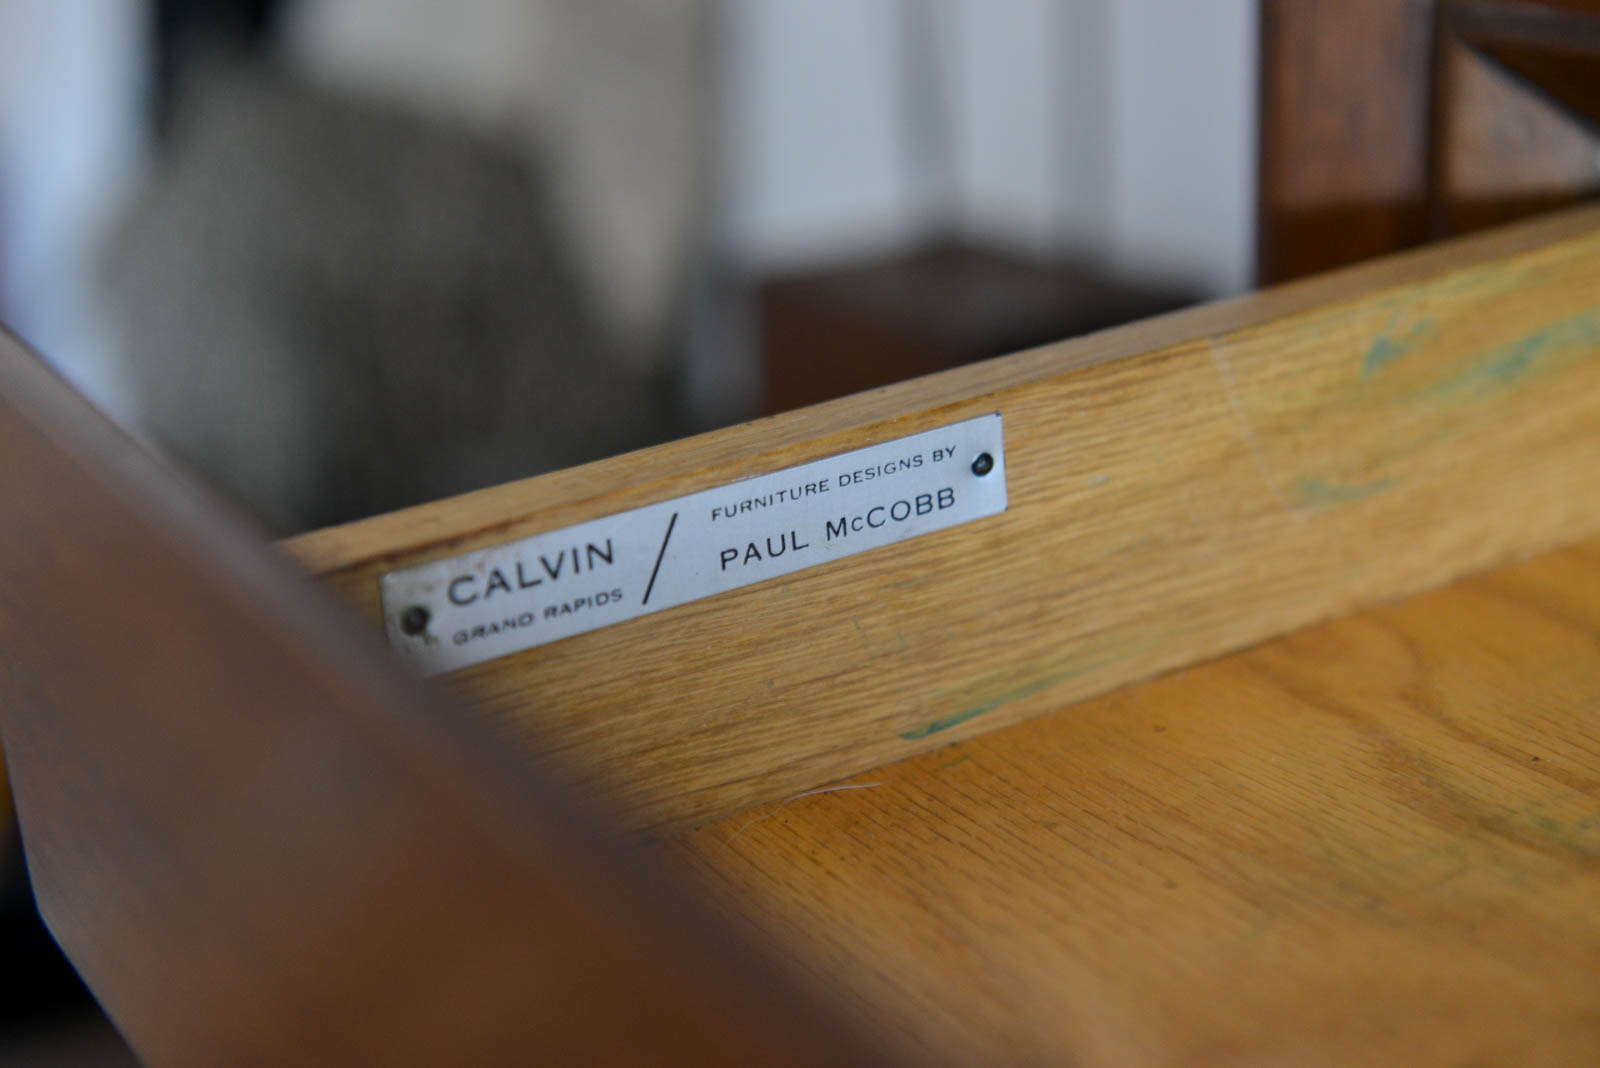 CALVIN
GRAND RAPIDS
/
FURNITURE DESIGNS BY
PAUL McCOBB